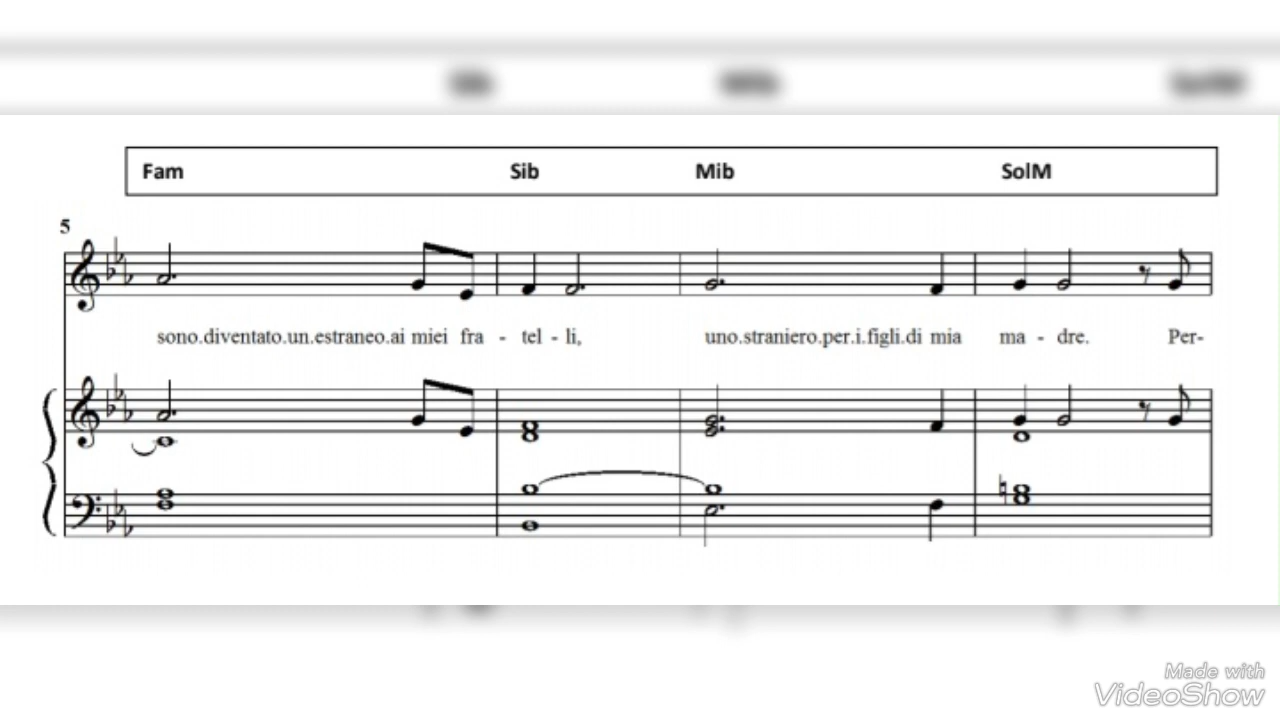 Fam Sib Mib SolM
5
sono.diventato.un.estraneo.ai miei fra - tel - li, uno.straniero.per.i.figli.di mia ma - dre. Per-
Made with
VideoShow